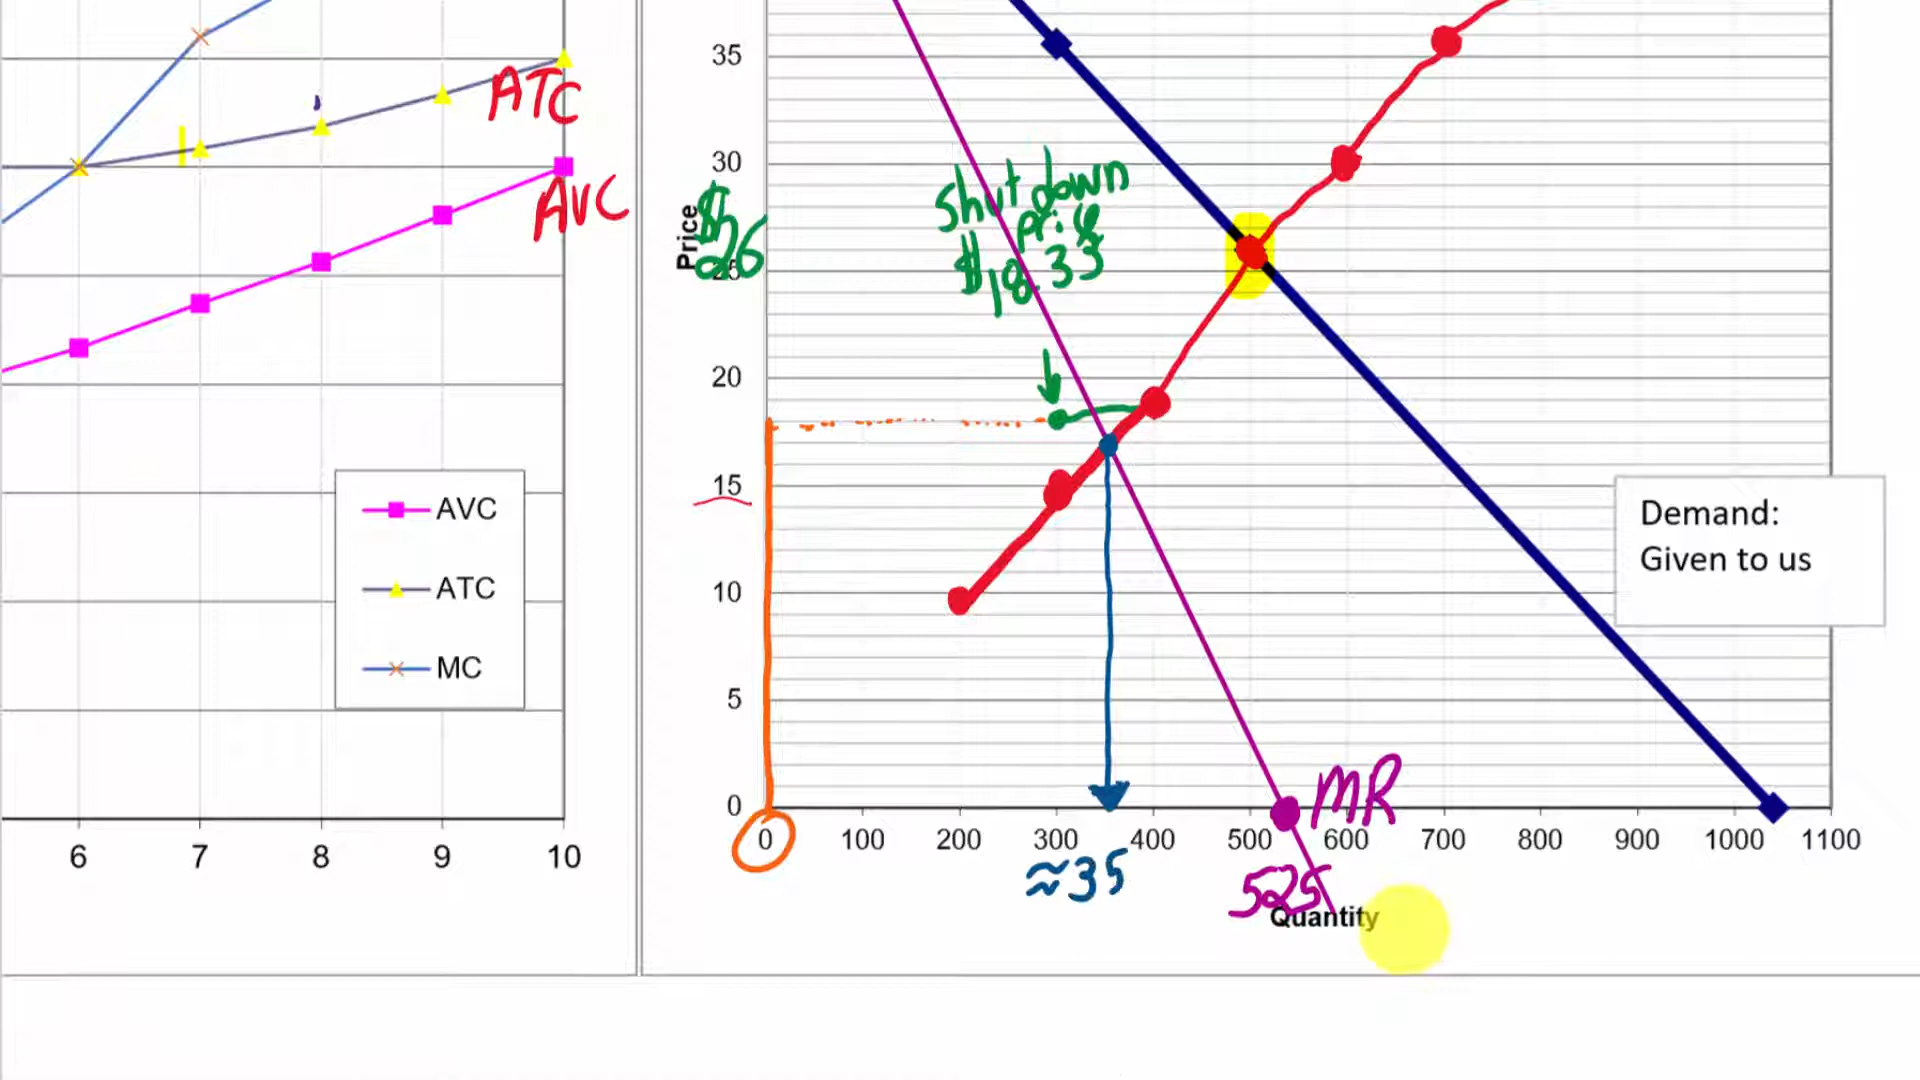 ATC
AVC
AVC
ATC
MC
6
7
8
9
10
Price
$26
35
30
25
20
15
10
5
0
shut down
price
$18.33
Demand:
Given to us
MR
0
100
200
300
400
500
600
700
800
900
1000
1100
≈35
525
Quantity